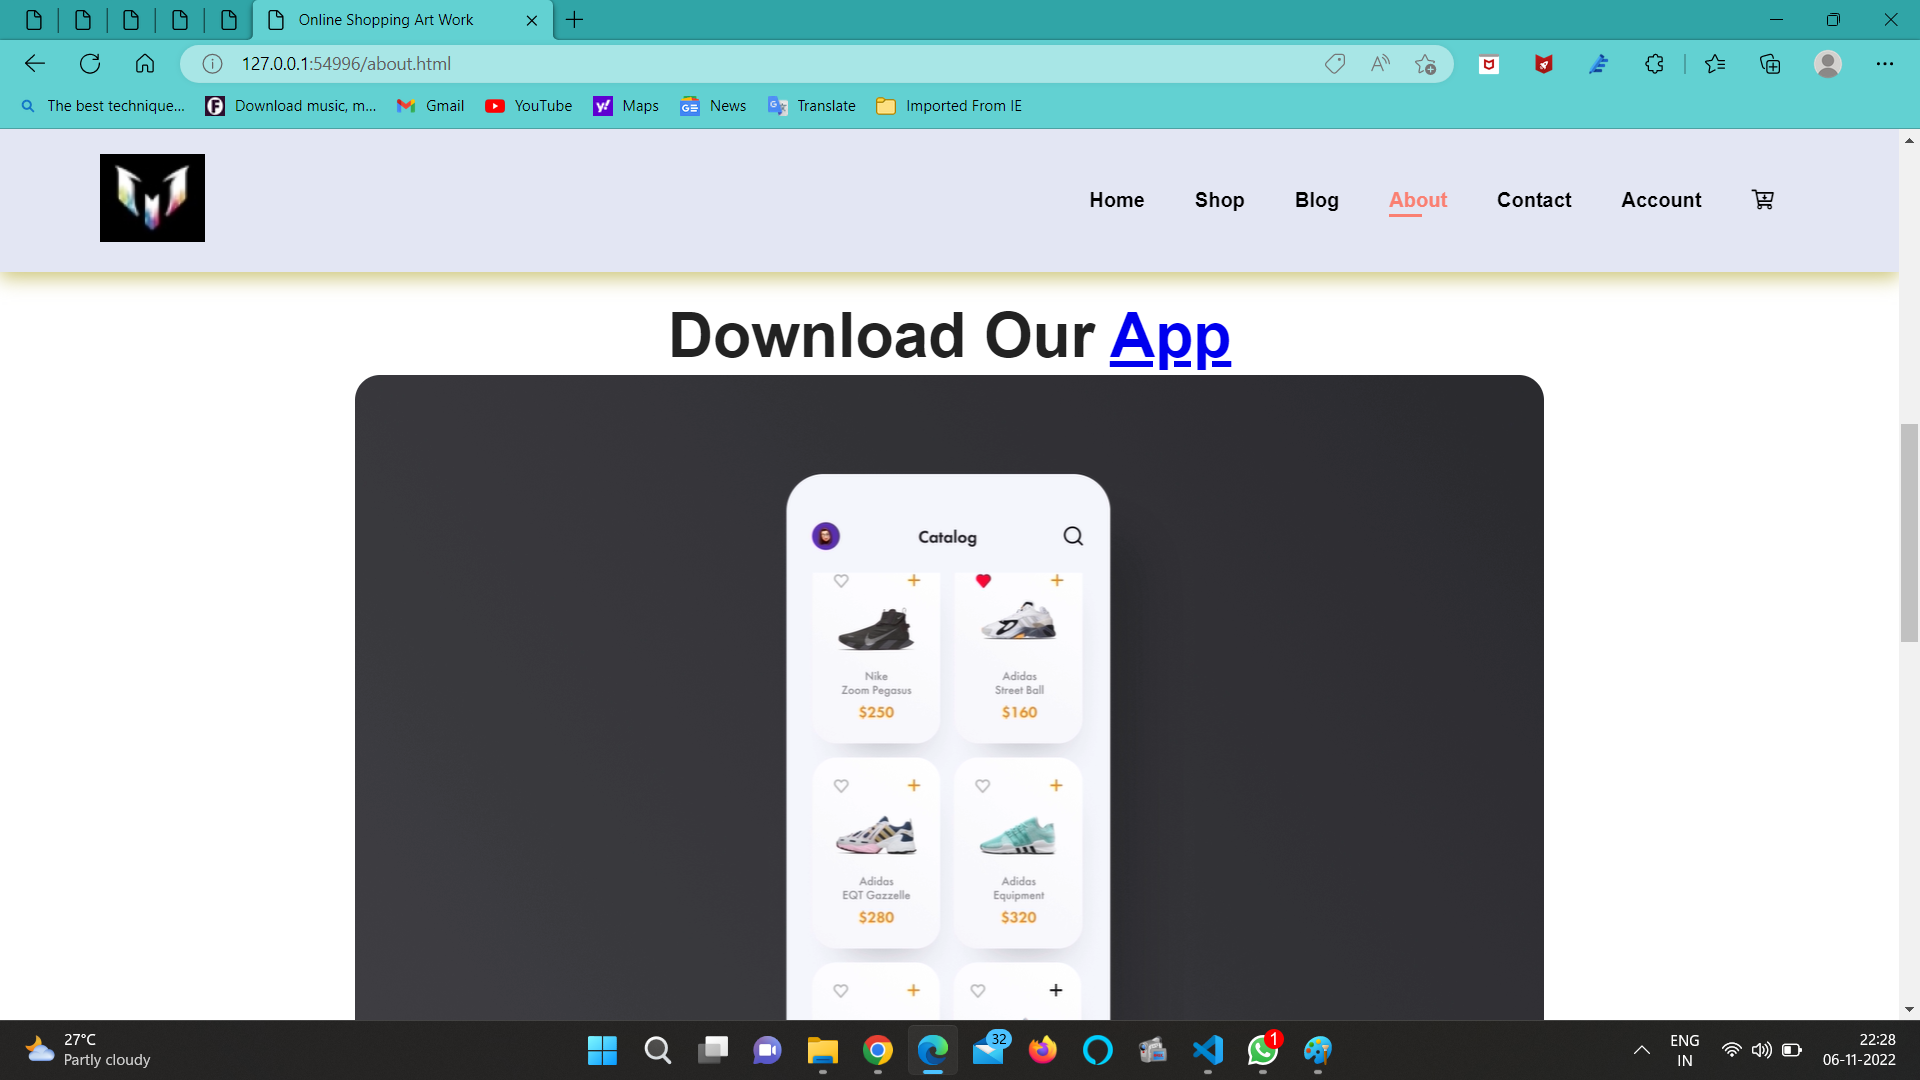 Online Shopping Art Work
127.0.0.1:54996/about.html
The best technique...
Download music, m...
Gmail
YouTube
Maps
News
Translate
Imported From IE
Home
Shop
Blog
About
Contact
Account
Download Our App
Catalog
Nike
Zoom Pegasus
$250
Adidas
Street Ball
$160
Adidas
EQT Gazzelle
$280
Adidas
Equipment
$320
27°C
Partly cloudy
32
1
ENG
IN
22:28
06-11-2022